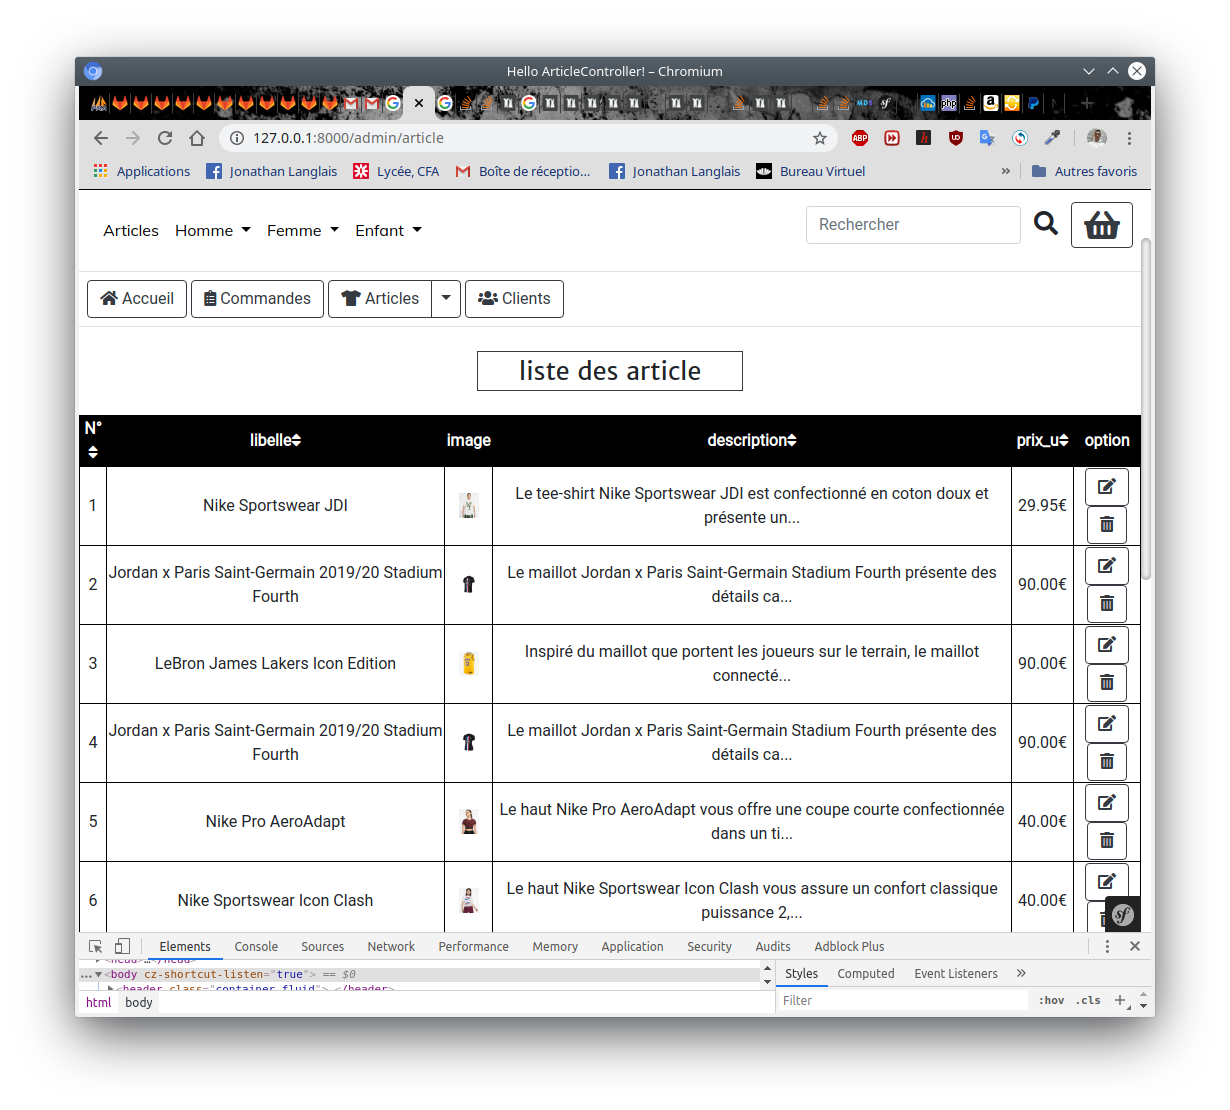 Hello ArticleController! – Chromium
127.0.0.1:8000/admin/article
Applications Jonathan Langlais Lycée, CFA Boîte de réceptio... Jonathan Langlais Bureau Virtuel » Autres favoris
Articles Homme Femme Enfant Rechercher
Accueil Commandes Articles Clients
liste des article
N° libelle image description prix_u option
1 Nike Sportswear JDI Le tee-shirt Nike Sportswear JDI est confectionné en coton doux et présente un... 29.95€
2 Jordan x Paris Saint-Germain 2019/20 Stadium Fourth Le maillot Jordan x Paris Saint-Germain Stadium Fourth présente des détails ca... 90.00€
3 LeBron James Lakers Icon Edition Inspiré du maillot que portent les joueurs sur le terrain, le maillot connecté... 90.00€
4 Jordan x Paris Saint-Germain 2019/20 Stadium Fourth Le maillot Jordan x Paris Saint-Germain Stadium Fourth présente des détails ca... 90.00€
5 Nike Pro AeroAdapt Le haut Nike Pro AeroAdapt vous offre une coupe courte confectionnée dans un ti... 40.00€
6 Nike Sportswear Icon Clash Le haut Nike Sportswear Icon Clash vous assure un confort classique puissance 2,... 40.00€
Elements Console Sources Network Performance Memory Application Security Audits Adblock Plus
<body cz-shortcut-listen="true"> == $0
<header class="container fluid">…</header>
html body
Styles Computed Event Listeners »
Filter :hov .cls +